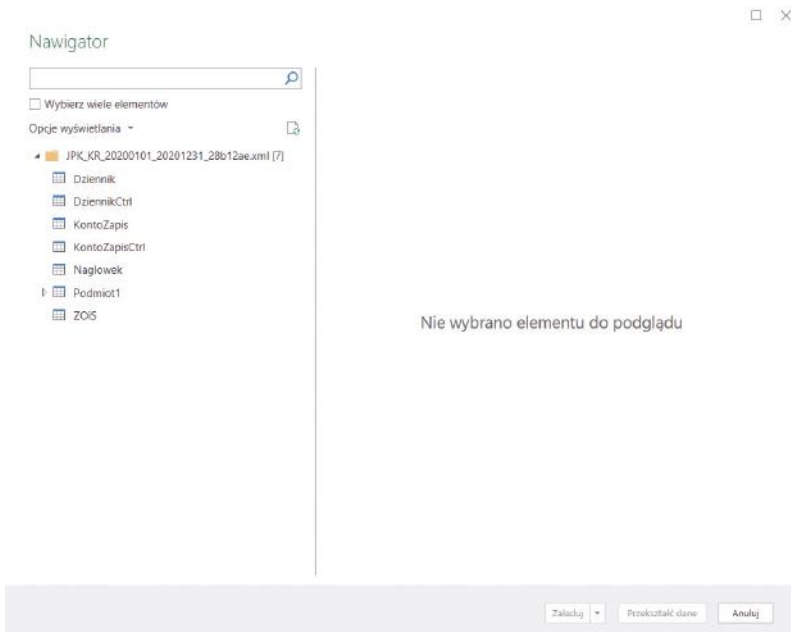 Nawigator
Wybierz wiele elementów
Opcje wyświetlania
JPK_KR_20200101_20201231_28b12ae.xml [7]
Dziennik
DziennikCtrl
KontoZapis
KontoZapisCtrl
Naglowek
Podmiot1
ZOiS
Nie wybrano elementu do podglądu
Załaduj
Przekształć dane
Anuluj